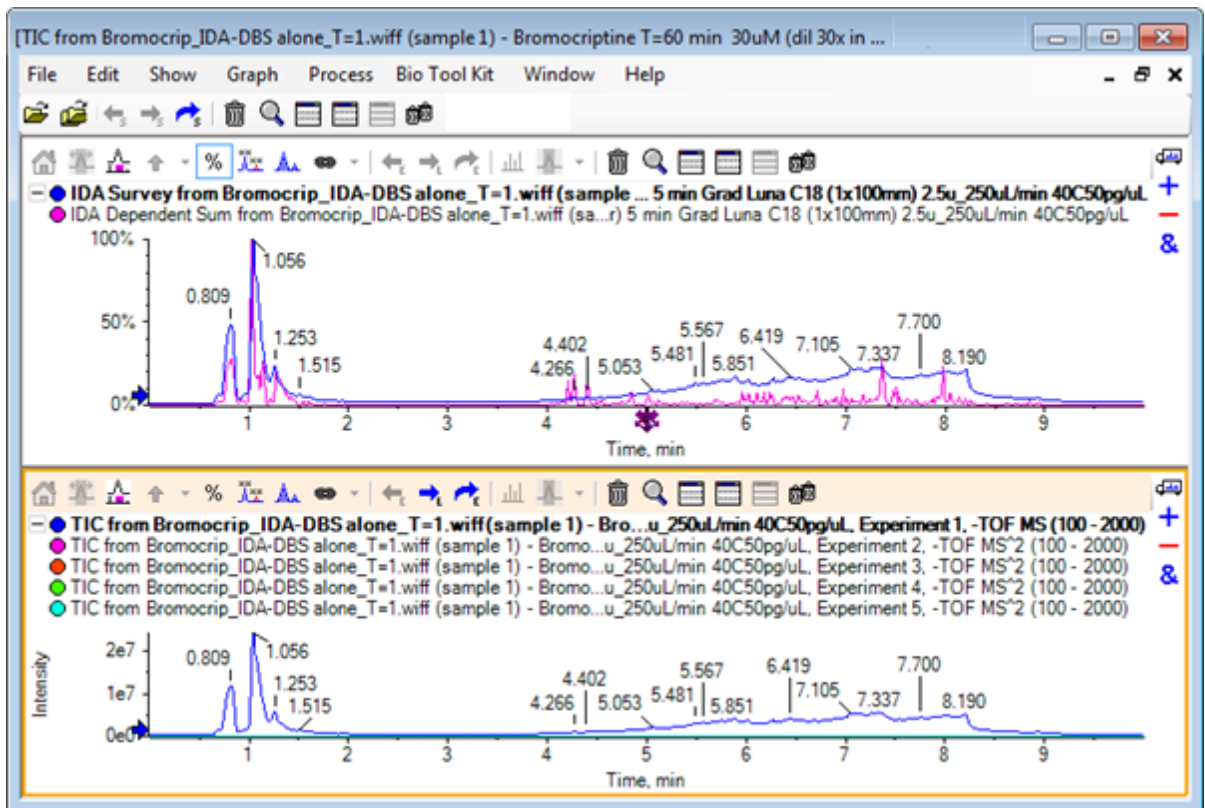 [TIC from Bromocrip_IDA-DBS alone_T=1.wiff (sample 1) - Bromocriptine T=60 min 30uM (dil 30x in ...
File Edit Show Graph Process Bio Tool Kit Window Help
%
IDA Survey from Bromocrip_IDA-DBS alone_T=1.wiff (sample ... 5 min Grad Luna C18 (1x100mm) 2.5u_250uL/min 40C50pg/uL
IDA Dependent Sum from Bromocrip_IDA-DBS alone_T=1.wiff (sa...r) 5 min Grad Luna C18 (1x100mm) 2.5u_250uL/min 40C50pg/uL
&
100%
1.056
0.809
50%
1.253
1.515
4.402
4.266
5.053
5.481
5.567
5.851
6.419
7.105
7.337
7.700
8.190
0%
1 2 3 4 5 6 7 8 9
Time, min
%
TIC from Bromocrip_IDA-DBS alone_T=1.wiff(sample 1) - Bro...u_250uL/min 40C50pg/uL, Experiment 1, -TOF MS (100 - 2000)
TIC from Bromocrip_IDA-DBS alone_T=1.wiff (sample 1) - Bromo...u_250uL/min 40C50pg/uL, Experiment 2, -TOF MS^2 (100 - 2000)
TIC from Bromocrip_IDA-DBS alone_T=1.wiff (sample 1) - Bromo...u_250uL/min 40C50pg/uL, Experiment 3, -TOF MS^2 (100 - 2000)
TIC from Bromocrip_IDA-DBS alone_T=1.wiff (sample 1) - Bromo...u_250uL/min 40C50pg/uL, Experiment 4, -TOF MS^2 (100 - 2000)
TIC from Bromocrip_IDA-DBS alone_T=1.wiff (sample 1) - Bromo...u_250uL/min 40C50pg/uL, Experiment 5, -TOF MS^2 (100 - 2000)
&
Intensity
2e7
1e7
0e0
0.809
1.056
1.253
1.515
4.266
4.402
5.053
5.481
5.567
5.851
6.419
7.105
7.337
7.700
8.190
1 2 3 4 5 6 7 8 9
Time, min